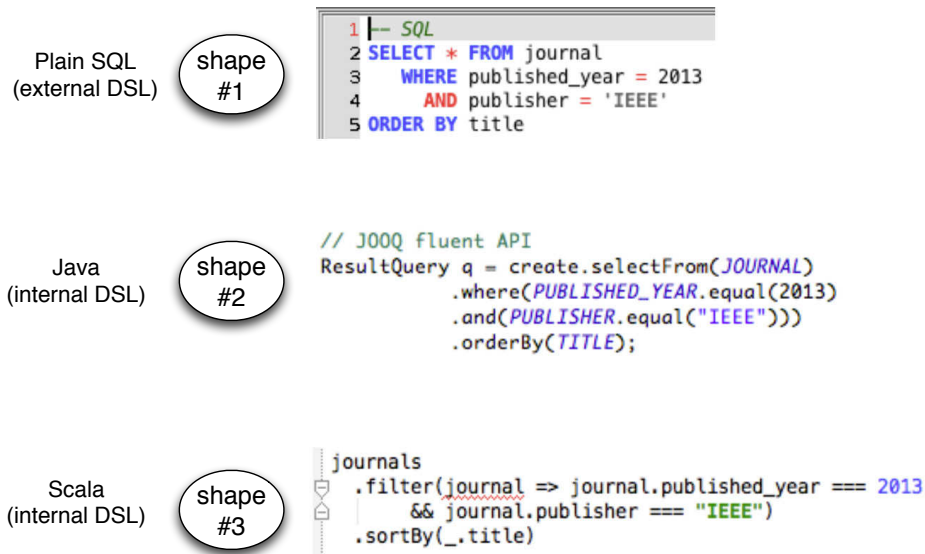 Plain SQL
(external DSL)
shape
#1
1 -- SQL
2 SELECT * FROM journal
3 WHERE published_year = 2013
4 AND publisher = 'IEEE'
5 ORDER BY title
Java
(internal DSL)
shape
#2
// JOOQ fluent API
ResultQuery q = create.selectFrom(JOURNAL)
.where(PUBLISHED_YEAR.equal(2013)
.and(PUBLISHER.equal("IEEE")))
.orderBy(TITLE);
Scala
(internal DSL)
shape
#3
journals
.filter(journal => journal.published_year === 2013
&& journal.publisher === "IEEE")
.sortBy(_.title)